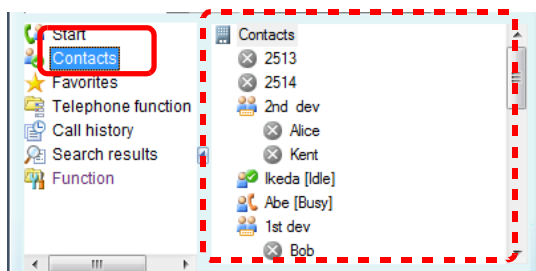 Start
Contacts
Favorites
Telephone function
Call history
Search results
Function
Contacts
2513
2514
2nd dev
Alice
Kent
Ikeda [Idle]
Abe [Busy]
1st dev
Bob